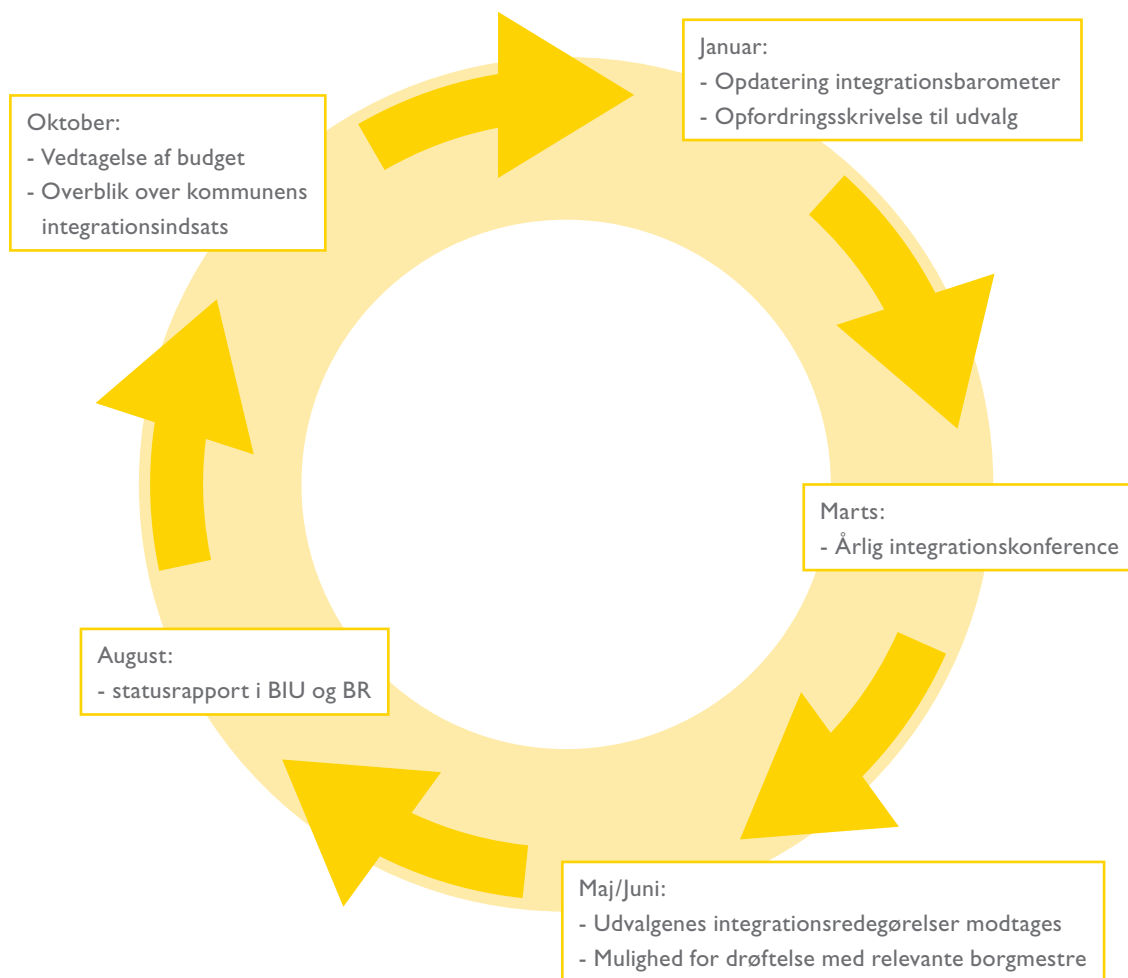 Januar:
- Opdatering integrationsbarometer
- Opfordringsskrivelse til udvalg
Marts:
- Årlig integrationskonference
Maj/Juni:
- Udvalgenes integrationsredegørelser modtages
- Mulighed for drøftelse med relevante borgmestre
August:
- statusrapport i BIU og BR
Oktober:
- Vedtagelse af budget
- Overblik over kommunens
integrationsindsats